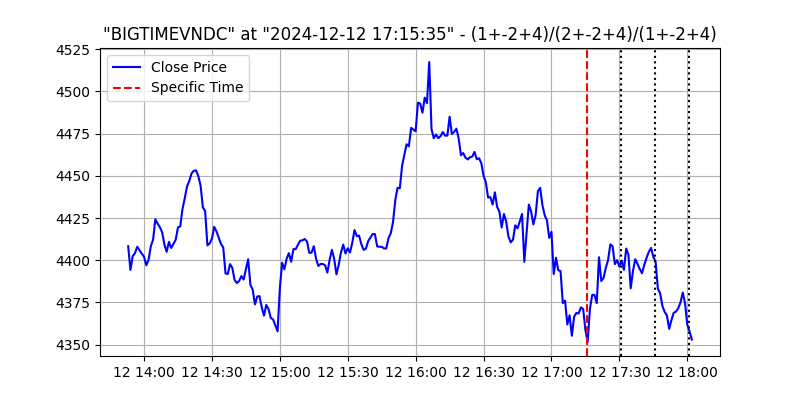 "BIGTIMEVNDC" at "2024-12-12 17:15:35" - (1+-2+4)/(2+-2+4)/(1+-2+4)
4525
4500
4475
4450
4425
4400
4375
4350
Close Price
Specific Time
12 14:00 12 14:30 12 15:00 12 15:30 12 16:00 12 16:30 12 17:00 12 17:30 12 18:00